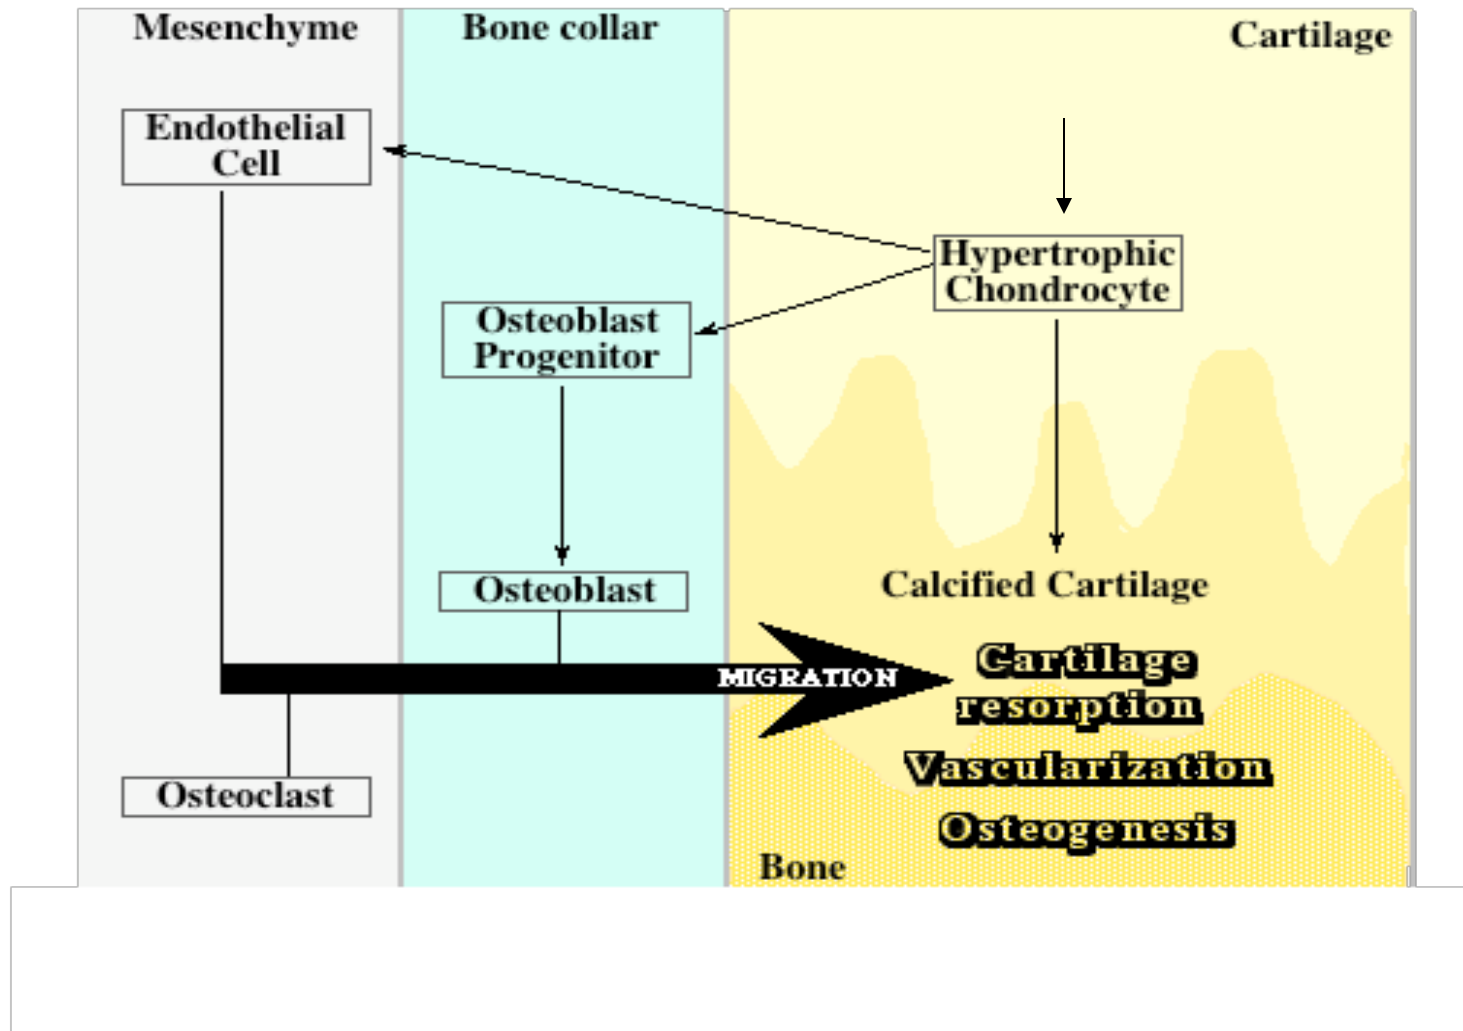 Mesenchyme
Bone collar
Cartilage
Endothelial
Cell
Hypertrophic
Chondrocyte
Osteoblast
Progenitor
Osteoblast
Calcified Cartilage
MIGRATION
Cartilage
resorption
Vascularization
Osteoclast
Osteogenesis
Bone